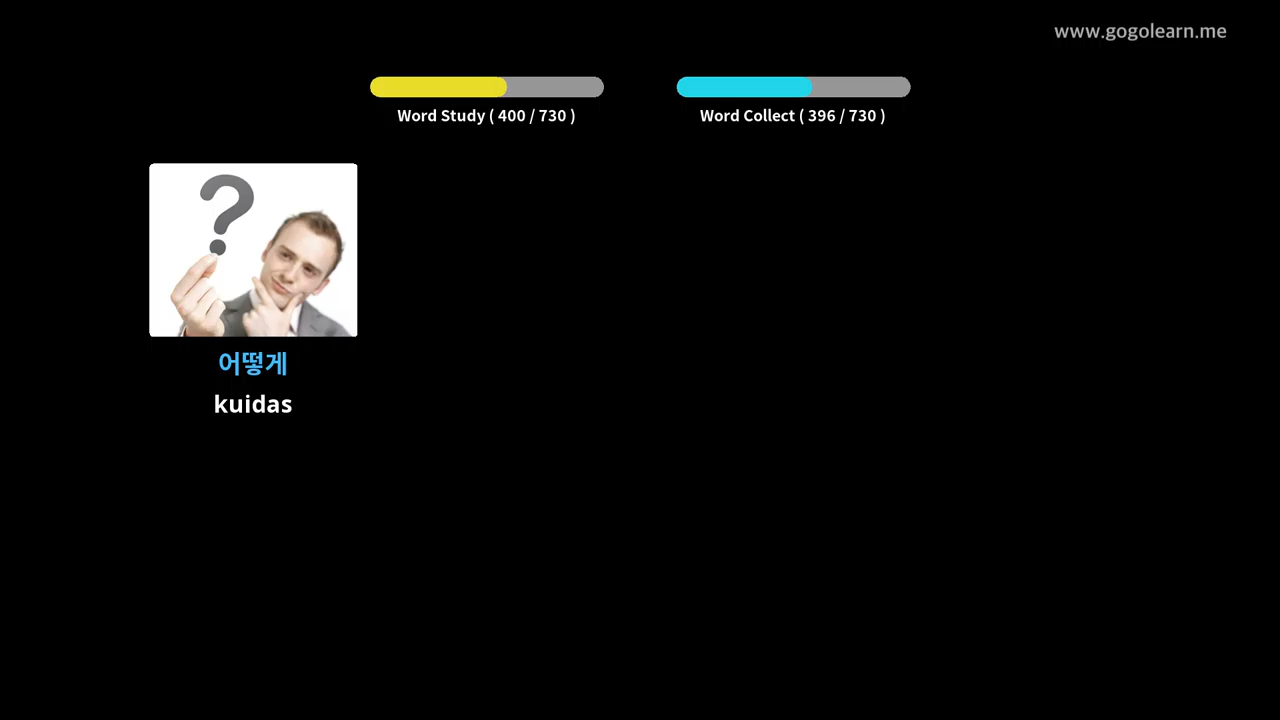 www.gogolearn.me
Word Study ( 400 / 730 )
Word Collect ( 396 / 730 )
?
어떻게
kuidas